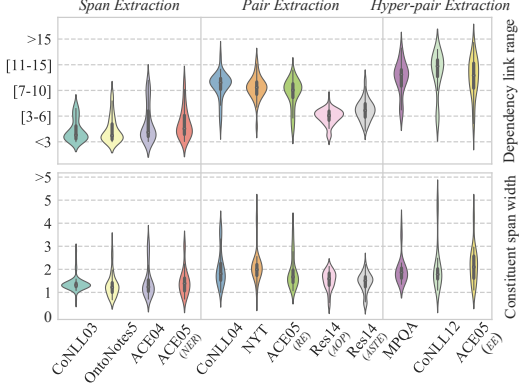 Span Extraction Pair Extraction Hyper-pair Extraction
>15
[11-15]
[7-10]
[3-6]
<3
Dependency link range
>5
5
4
3
2
1
0
Constituent span width
CoNLL03
OntoNotes5
ACE04
ACE05
(NER)
CoNLL04
NYT
ACE05
(RE)
Res14
(AOP)
Res14
(ASTE)
MPQA
CoNLL12
ACE05
(EE)